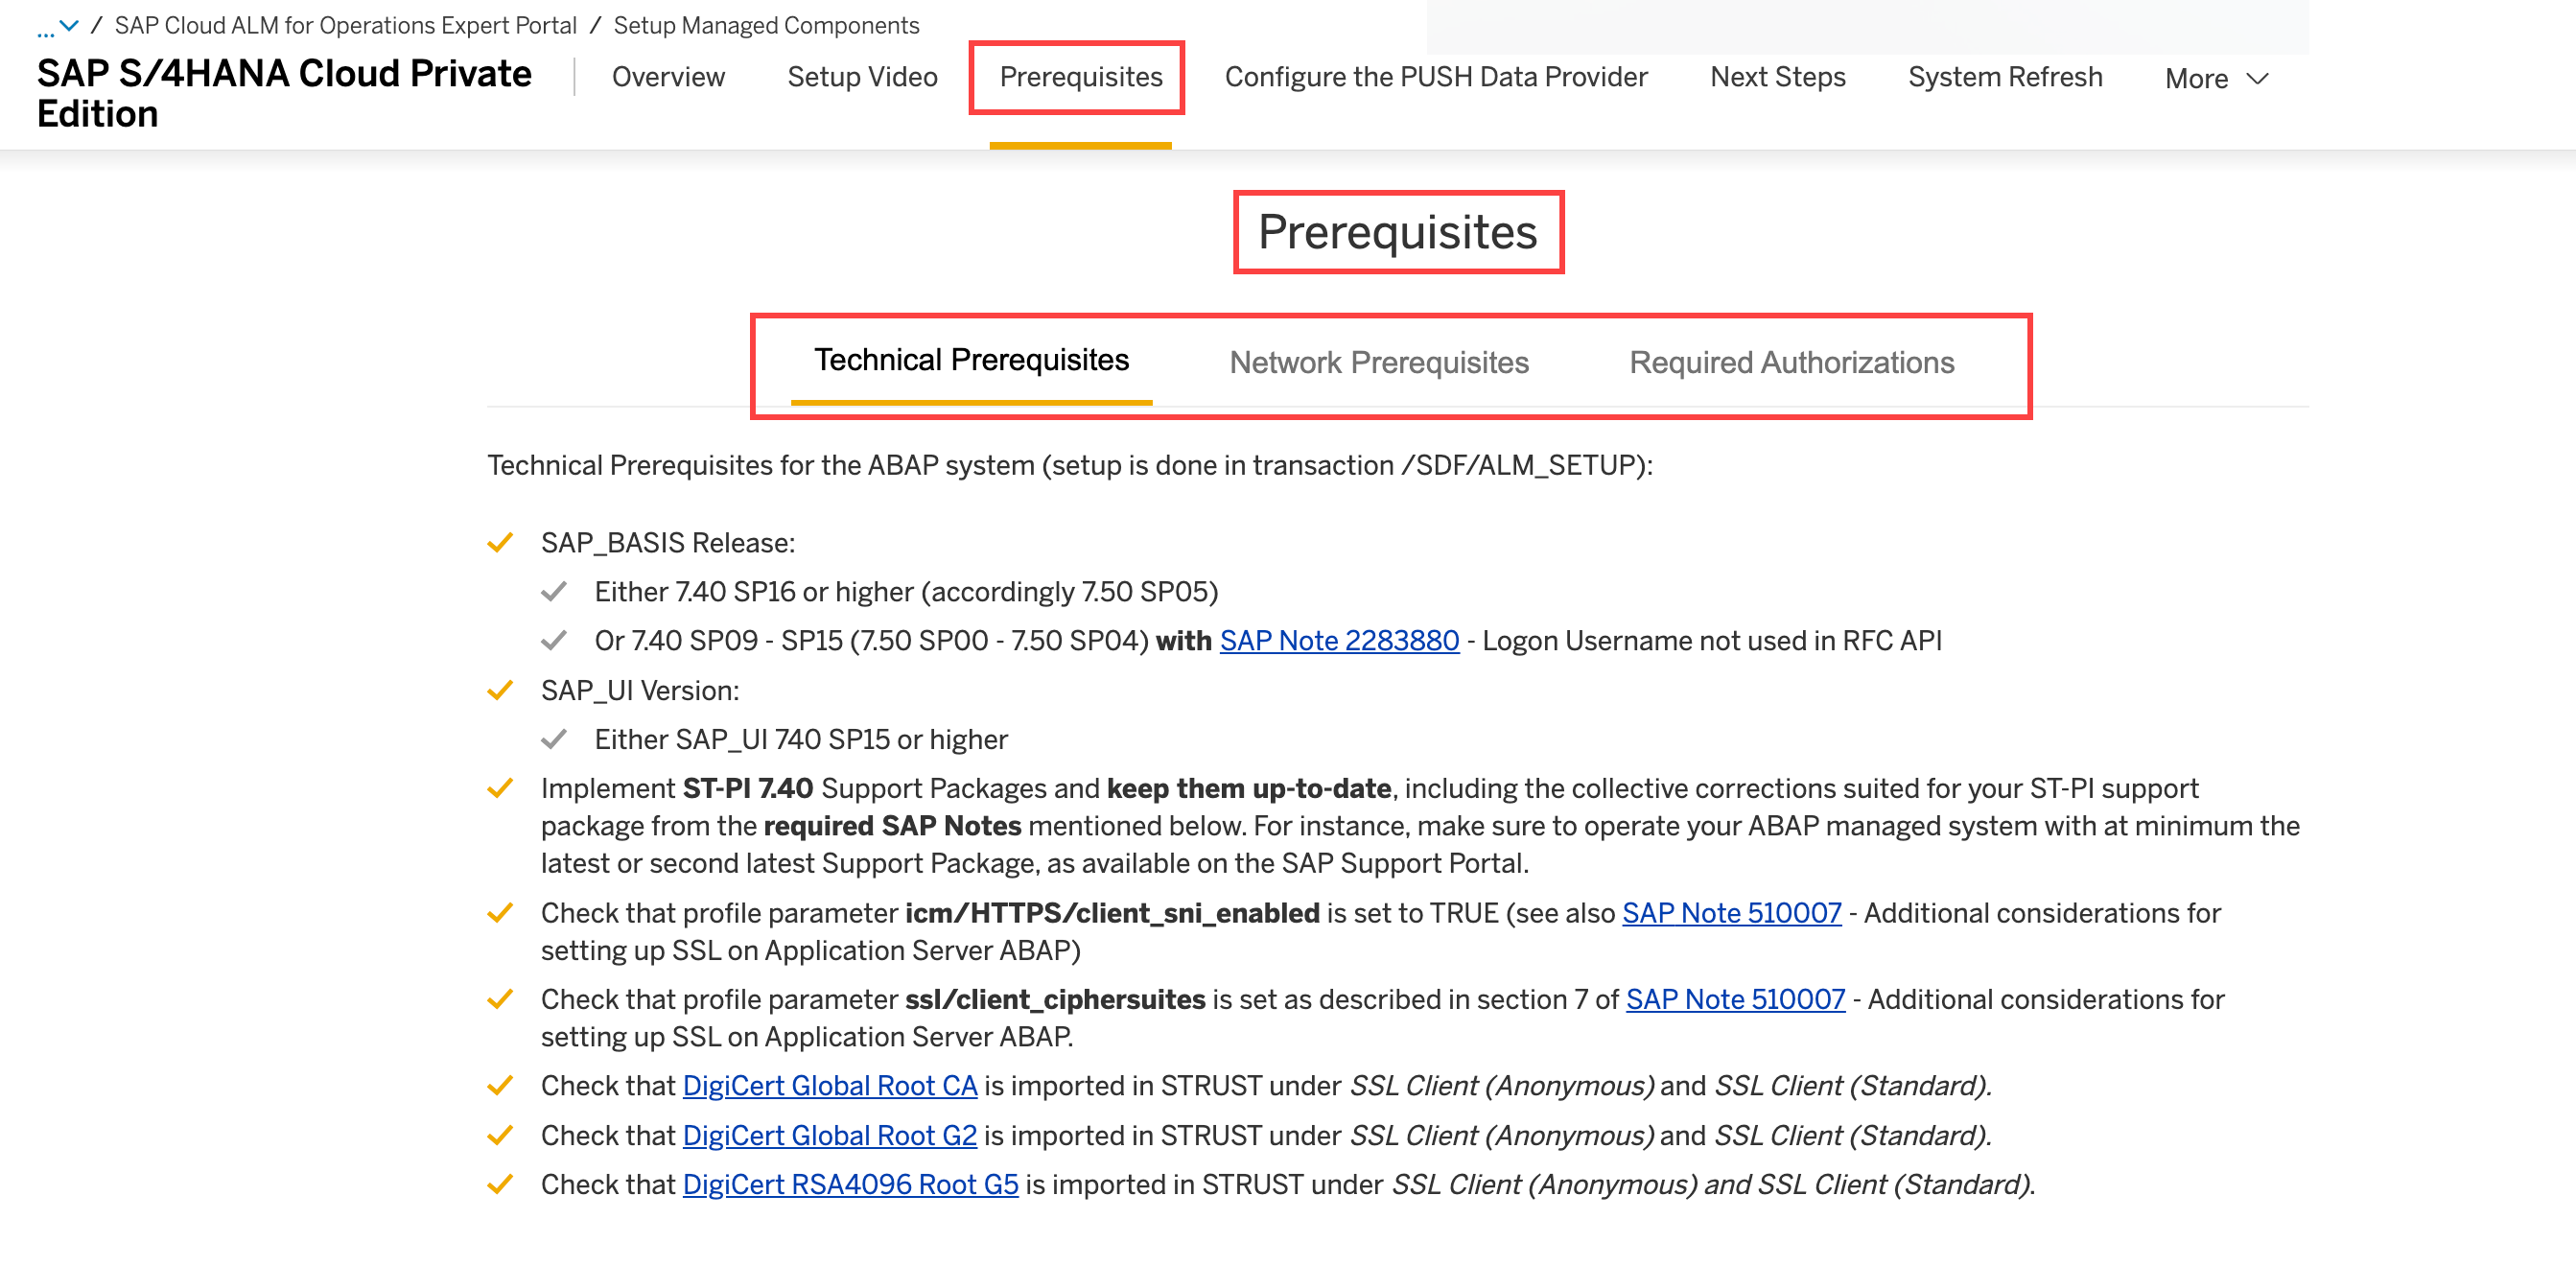 ... / SAP Cloud ALM for Operations Expert Portal / Setup Managed Components
SAP S/4HANA Cloud Private
Edition
Overview Setup Video Prerequisites Configure the PUSH Data Provider Next Steps System Refresh More
Prerequisites
Technical Prerequisites Network Prerequisites Required Authorizations
Technical Prerequisites for the ABAP system (setup is done in transaction /SDF/ALM_SETUP):
SAP_BASIS Release:
Either 7.40 SP16 or higher (accordingly 7.50 SP05)
Or 7.40 SP09 - SP15 (7.50 SP00 - 7.50 SP04) with SAP Note 2283880 - Logon Username not used in RFC API
SAP_UI Version:
Either SAP_UI 740 SP15 or higher
Implement ST-PI 7.40 Support Packages and keep them up-to-date, including the collective corrections suited for your ST-PI support
package from the required SAP Notes mentioned below. For instance, make sure to operate your ABAP managed system with at minimum the
latest or second latest Support Package, as available on the SAP Support Portal.
Check that profile parameter icm/HTTPS/client_sni_enabled is set to TRUE (see also SAP Note 510007 - Additional considerations for
setting up SSL on Application Server ABAP)
Check that profile parameter ssl/client_ciphersuites is set as described in section 7 of SAP Note 510007 - Additional considerations for
setting up SSL on Application Server ABAP.
Check that DigiCert Global Root CA is imported in STRUST under SSL Client (Anonymous) and SSL Client (Standard).
Check that DigiCert Global Root G2 is imported in STRUST under SSL Client (Anonymous) and SSL Client (Standard).
Check that DigiCert RSA4096 Root G5 is imported in STRUST under SSL Client (Anonymous) and SSL Client (Standard).